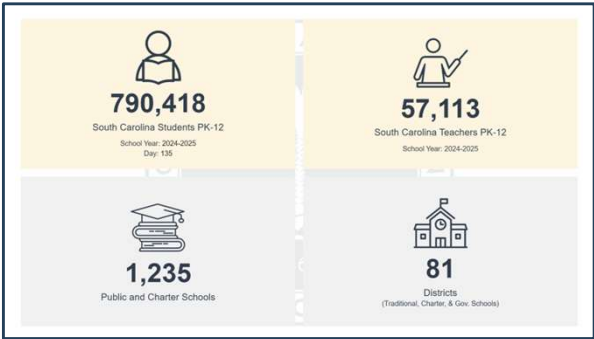 790,418
South Carolina Students PK-12
School Year: 2024-2025
Day: 135
57,113
South Carolina Teachers PK-12
School Year: 2024-2025
1,235
Public and Charter Schools
81
Districts
(Traditional, Charter, & Gov. Schools)